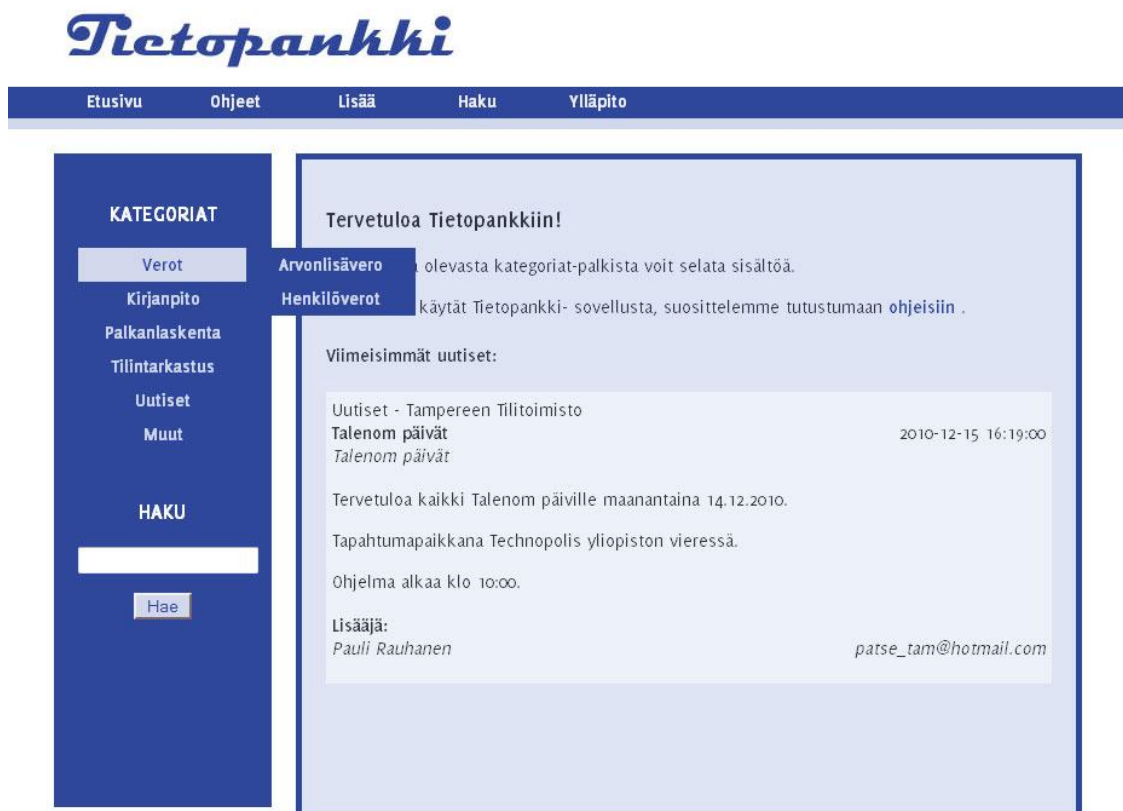 Tietopankki
Etusivu Ohjeet Lisää Haku Ylläpito
KATEGORIAT
Verot
Kirjanpito
Palkanlaskenta
Tilintarkastus
Uutiset
Muut
Arvonlisävero
Henkilöverot
HAKU
Hae
Tervetuloa Tietopankkiin!
olevasta kategoriat-palkista voit selata sisältöä.
käytät Tietopankki- sovellusta, suosittelemme tutustumaan ohjeisiin .
Viimeisimmät uutiset:
Uutiset - Tampereen Tilitoimisto
Talenom päivät 2010-12-15 16:19:00
Talenom päivät
Tervetuloa kaikki Talenom päiville maanantaina 14.12.2010.
Tapahtumapaikkana Technopolis yliopiston vieressä.
Ohjelma alkaa klo 10:00.
Lisääjä:
Pauli Rauhanen patse_tam@hotmail.com